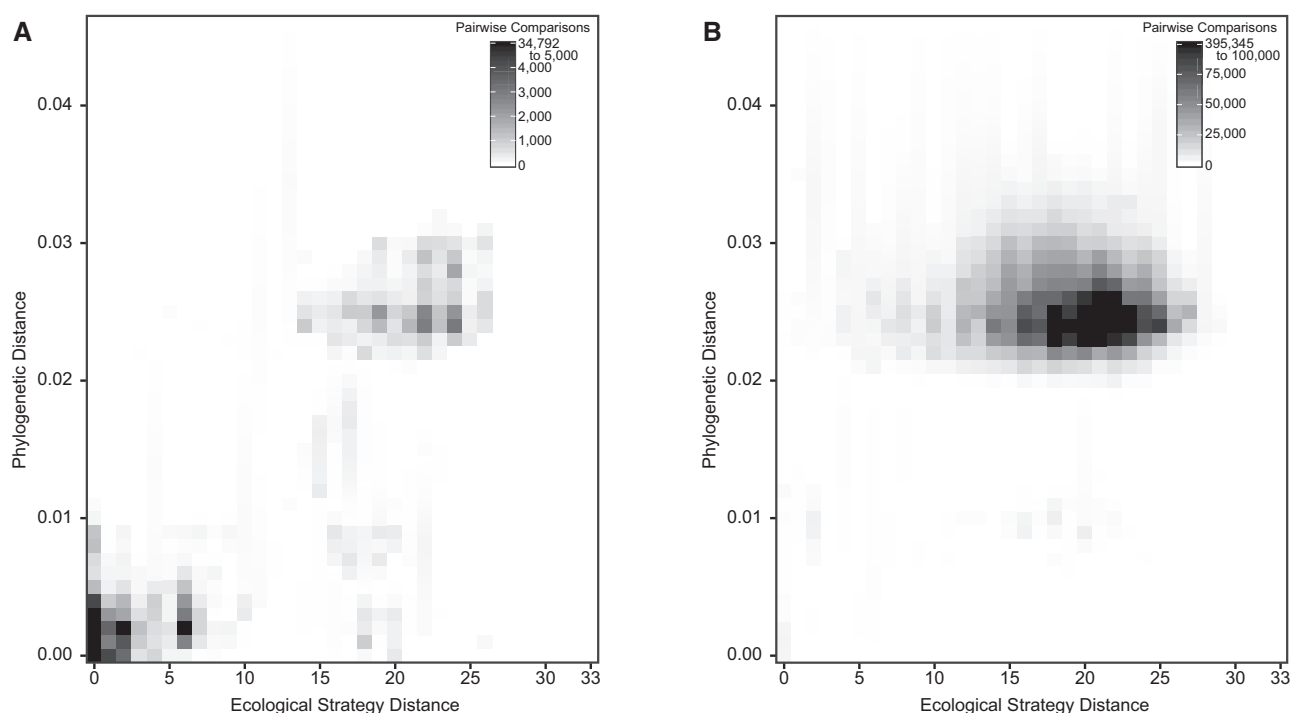 A
Pairwise Comparisons
34,792
to 5,000
4,000
3,000
2,000
1,000
0
0.04
0.03
0.02
0.01
0.00
Phylogenetic Distance
0 5 10 15 20 25 30 33
Ecological Strategy Distance
B
Pairwise Comparisons
395,345
to 100,000
75,000
50,000
25,000
0
0.04
0.03
0.02
0.01
0.00
Phylogenetic Distance
0 5 10 15 20 25 30 33
Ecological Strategy Distance